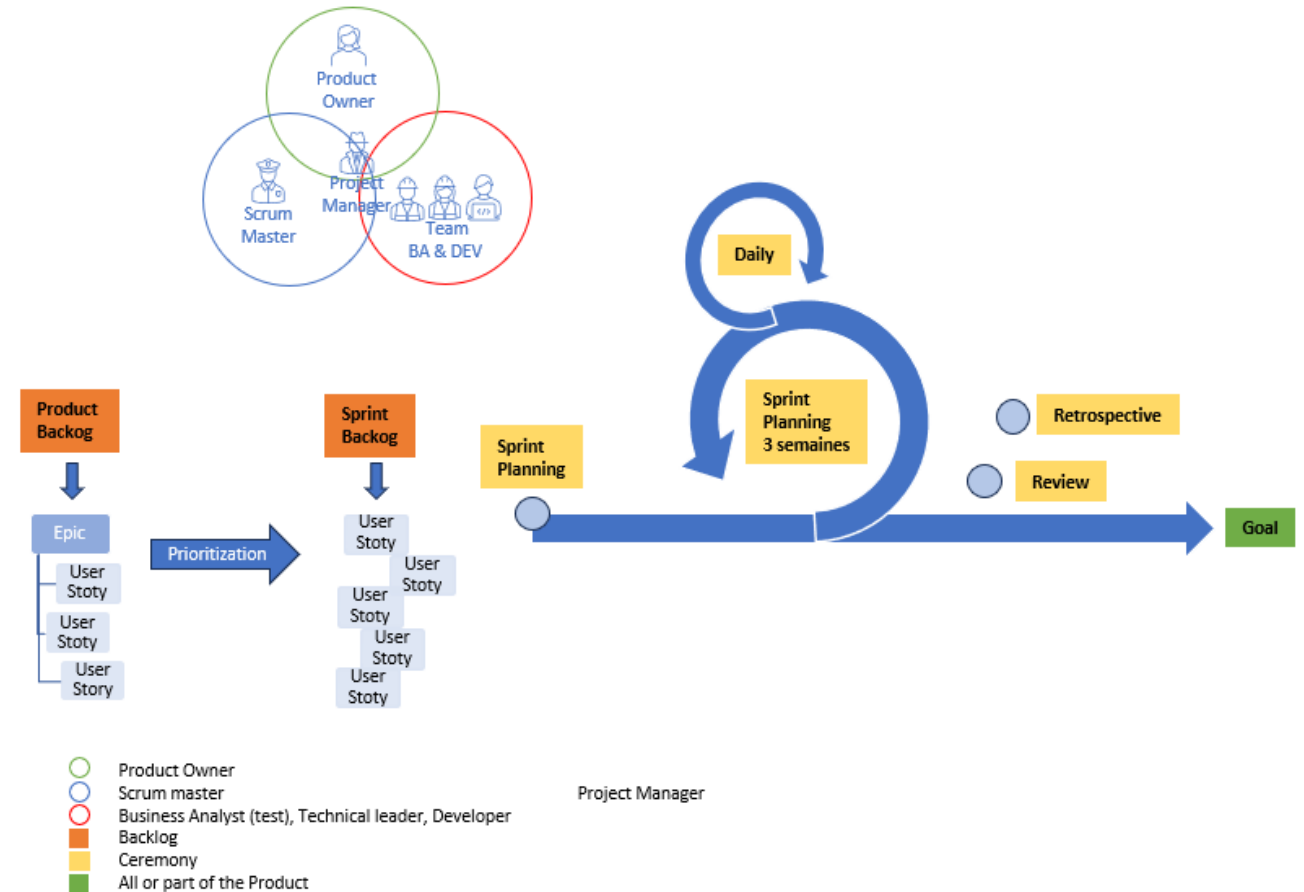 Product
Owner
Project
Manager
Scrum
Master
Team
BA & DEV
Daily
Sprint
Planning
3 semaines
Retrospective
Review
Goal
Product
Backog
Sprint
Backog
Sprint
Planning
Epic
User
Stoty
User
Stoty
User
Story
Prioritization
User
Stoty
User
Stoty
User
Stoty
User
Stoty
User
Stoty
Product Owner
Scrum master
Project Manager
Business Analyst (test), Technical leader, Developer
Backlog
Ceremony
All or part of the Product